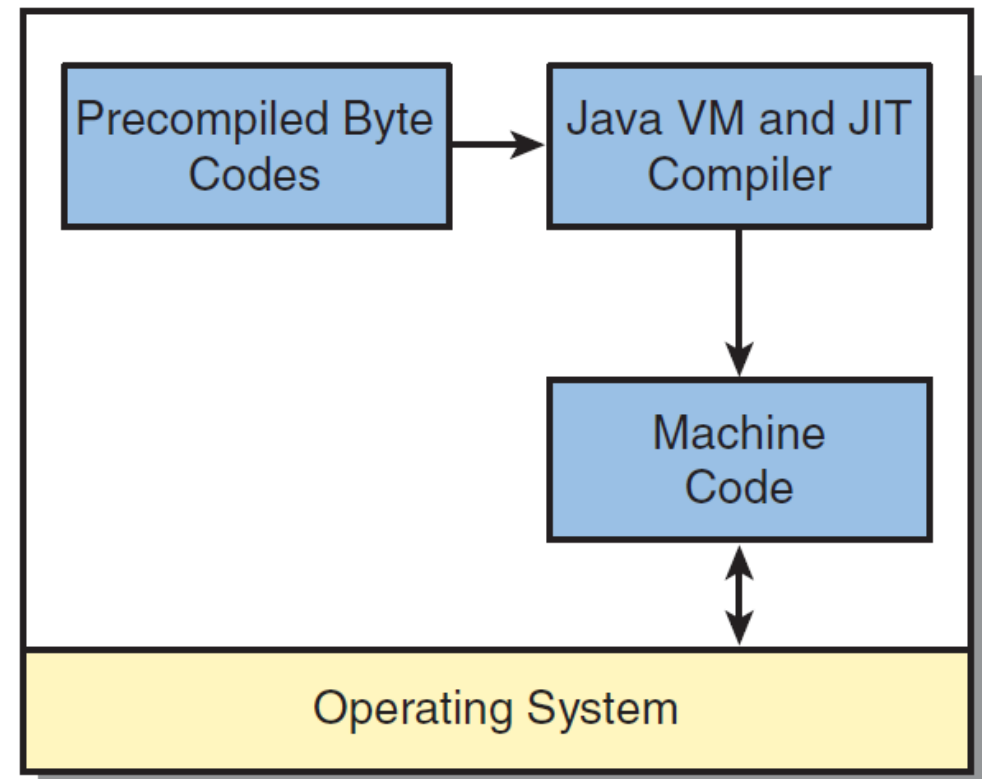 Precompiled Byte
Codes
Java VM and JIT
Compiler
Machine
Code
Operating System